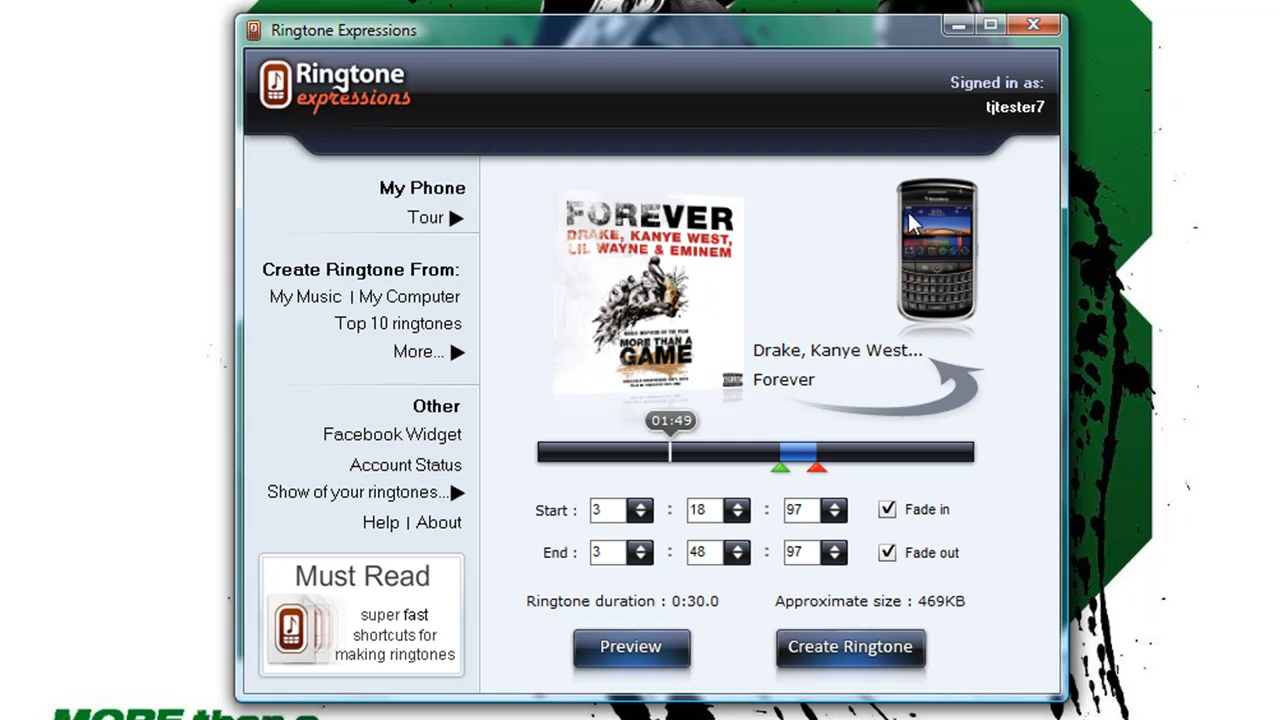 Ringtone Expressions
Ringtone
expressions
Signed in as:
tjtester7
My Phone
Tour
Create Ringtone From:
My Music | My Computer
Top 10 ringtones
More...
Other
Facebook Widget
Account Status
Show of your ringtones...
Help | About
Must Read
super fast
shortcuts for
making ringtones
FOREVER
DRAKE, KANYE WEST,
LIL WAYNE & EMINEM
MORE THAN A
GAME
Drake, Kanye West...
Forever
01:49
Start : 3 : 18 : 97 Fade in
End : 3 : 48 : 97 Fade out
Ringtone duration : 0:30.0 Approximate size : 469KB
Preview Create Ringtone
MORE than a